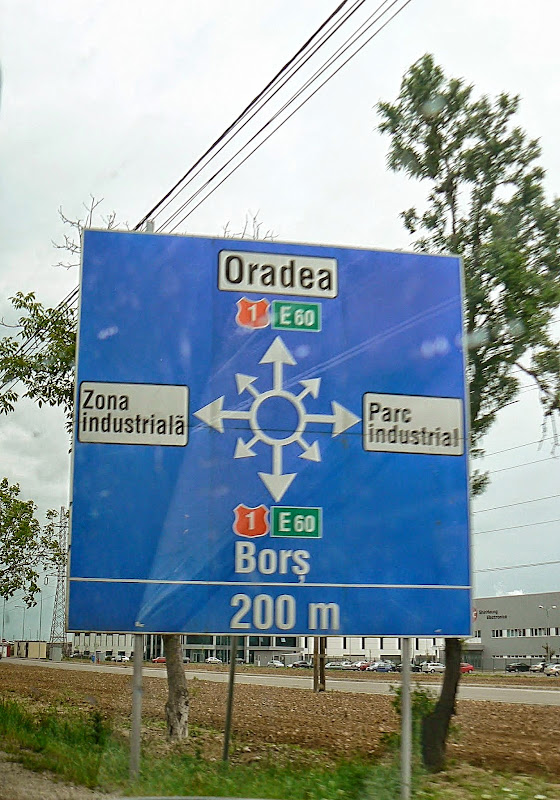 Oradea
1 E 60
Zona
industrială
Parc
industrial
1 E 60
Borș
200 m